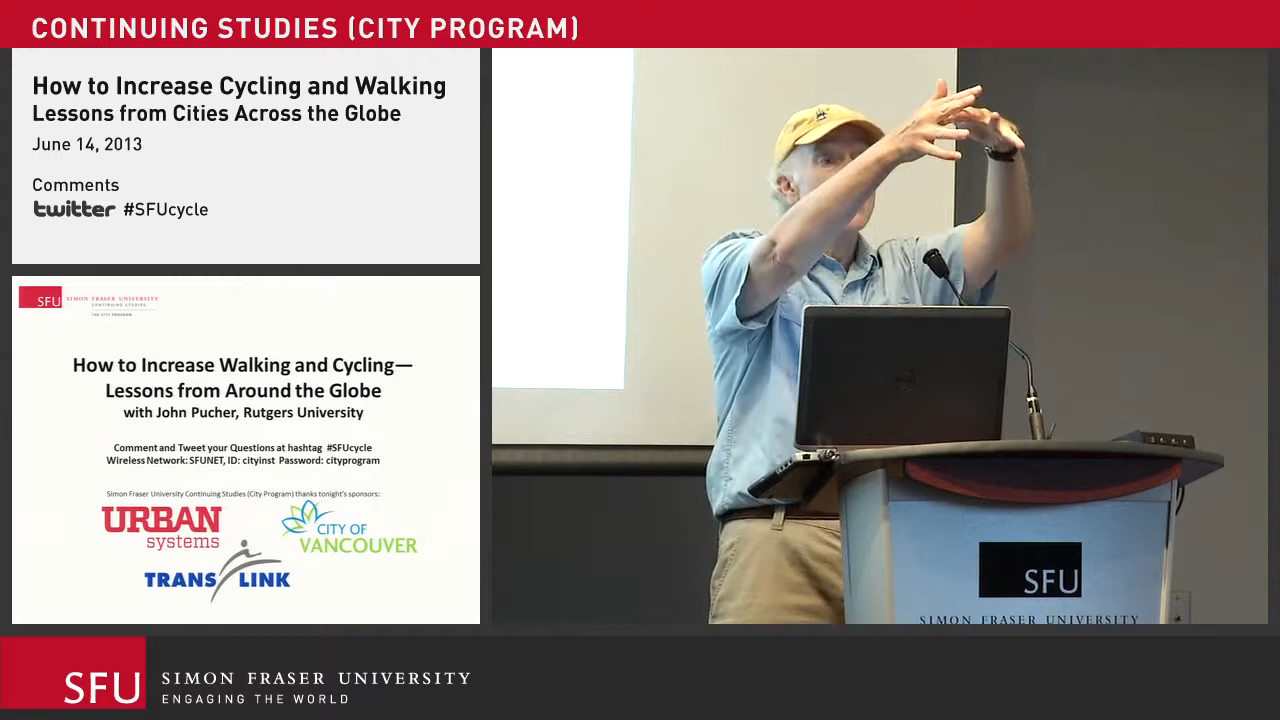 CONTINUING STUDIES (CITY PROGRAM)
How to Increase Cycling and Walking
Lessons from Cities Across the Globe
June 14, 2013
Comments
twitter #SFUcycle
SFU SIMON FRASER UNIVERSITY
CONTINUING STUDIES
THE CITY PROGRAM
How to Increase Walking and Cycling—
Lessons from Around the Globe
with John Pucher, Rutgers University
Comment and Tweet your Questions at hashtag #SFUcycle
Wireless Network: SFUNET, ID: cityinst Password: cityprogram
Simon Fraser University Continuing Studies (City Program) thanks tonight's sponsors:
URBAN
systems
CITY OF
VANCOUVER
TRANSLINK
SFU
SIMON FRASER UNIVERSITY
SFU
SIMON FRASER UNIVERSITY
ENGAGING THE WORLD